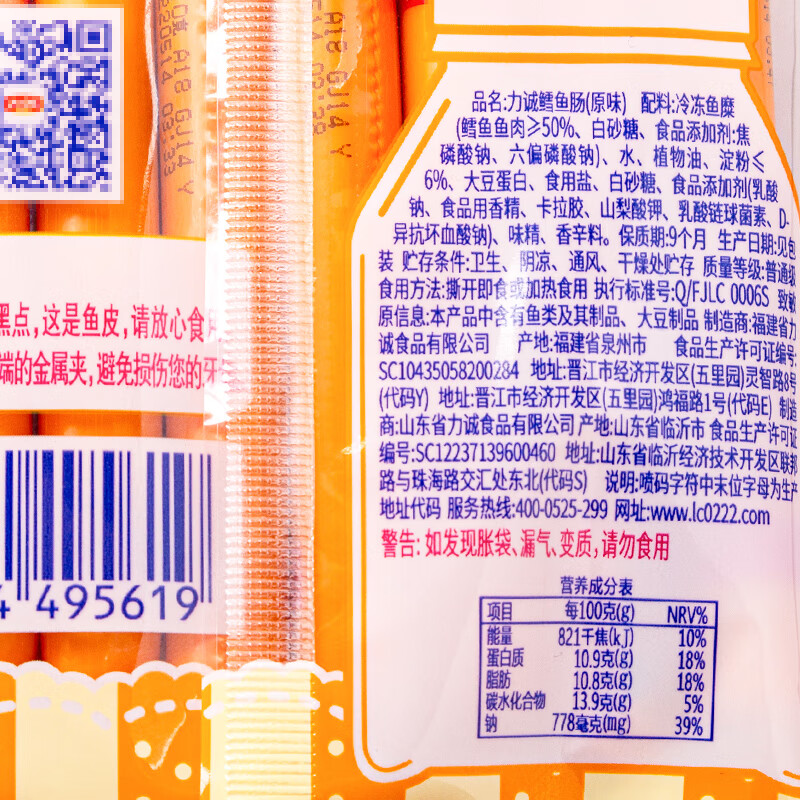 品名:力诚鳕鱼肠(原味) 配料:冷冻鱼糜
(鳕鱼鱼肉≥50%、白砂糖、食品添加剂:焦
磷酸钠、六偏磷酸钠)、水、植物油、淀粉≤
6%、大豆蛋白、食用盐、白砂糖、食品添加剂(乳酸
钠、食品用香精、卡拉胶、山梨酸钾、乳酸链球菌素、D-
异抗坏血酸钠)、味精、香辛料。保质期:9个月 生产日期:见包
装 贮存条件:卫生、阴凉、通风、干燥处贮存 质量等级:普通级
食用方法:撕开即食或加热食用 执行标准号:Q/FJLC 0006S 致敏
原信息:本产品中含有鱼类及其制品、大豆制品 制造商:福建省力
诚食品有限公司 产地:福建省泉州市 食品生产许可证编号:
SC10435058200284 地址:晋江市经济开发区(五里园)灵智路8号
(代码Y) 地址:晋江市经济开发区(五里园)鸿福路1号(代码E) 制造
商:山东省力诚食品有限公司 产地:山东省临沂市 食品生产许可证
编号:SC12237139600460 地址:山东省临沂经济技术开发区联邦
路与珠海路交汇处东北(代码S) 说明:喷码字符中末位字母为生产
地址代码 服务热线:400-0525-299 网址:www.lc0222.com
警告: 如发现胀袋、漏气、变质,请勿食用
营养成分表
项目 每100克(g) NRV%
能量 821千焦(kJ) 10%
蛋白质 10.9克(g) 18%
脂肪 10.8克(g) 18%
碳水化合物 13.9克(g) 5%
钠 778毫克(mg) 39%
黑点,这是鱼皮,请放心食
端的金属夹,避免损伤您的牙
4 495619
A18 GJ14 Y